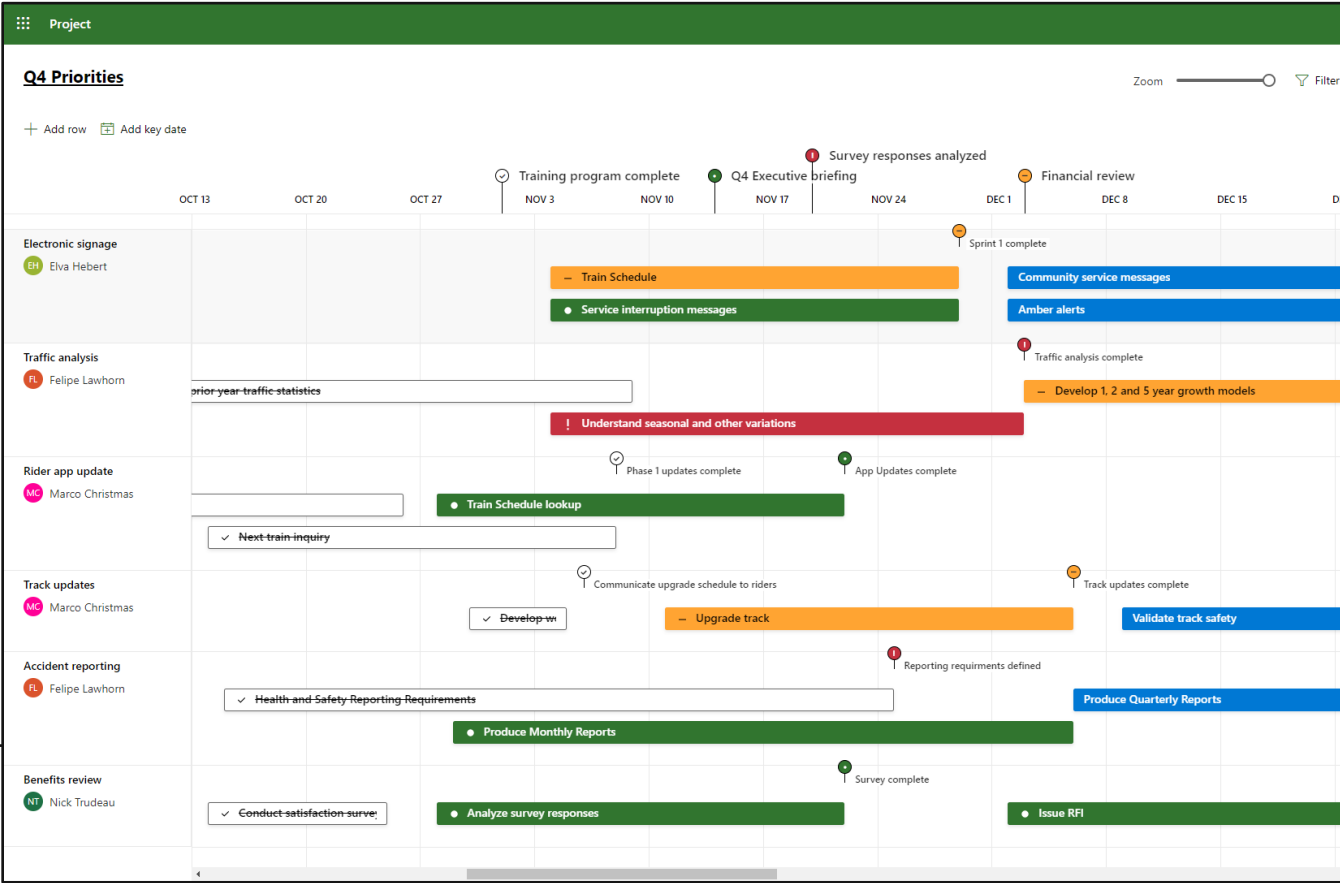 Project
Q4 Priorities
Zoom
Filter
Add row
Add key date
Survey responses analyzed
Training program complete
Q4 Executive briefing
Financial review
OCT 13 OCT 20 OCT 27 NOV 3 NOV 10 NOV 17 NOV 24 DEC 1 DEC 8 DEC 15 D
Electronic signage
EH Elva Hebert
Sprint 1 complete
Train Schedule
Community service messages
Service interruption messages
Amber alerts
Traffic analysis
FL Felipe Lawhorn
Traffic analysis complete
prior year traffic statistics
Develop 1, 2 and 5 year growth models
Understand seasonal and other variations
Rider app update
MC Marco Christmas
Phase 1 updates complete
App Updates complete
Train Schedule lookup
Next train inquiry
Track updates
MC Marco Christmas
Communicate upgrade schedule to riders
Track updates complete
Develop w
Upgrade track
Validate track safety
Accident reporting
FL Felipe Lawhorn
Reporting requirments defined
Health and Safety Reporting Requirements
Produce Quarterly Reports
Produce Monthly Reports
Benefits review
NT Nick Trudeau
Survey complete
Conduct satisfaction survey
Analyze survey responses
Issue RFI